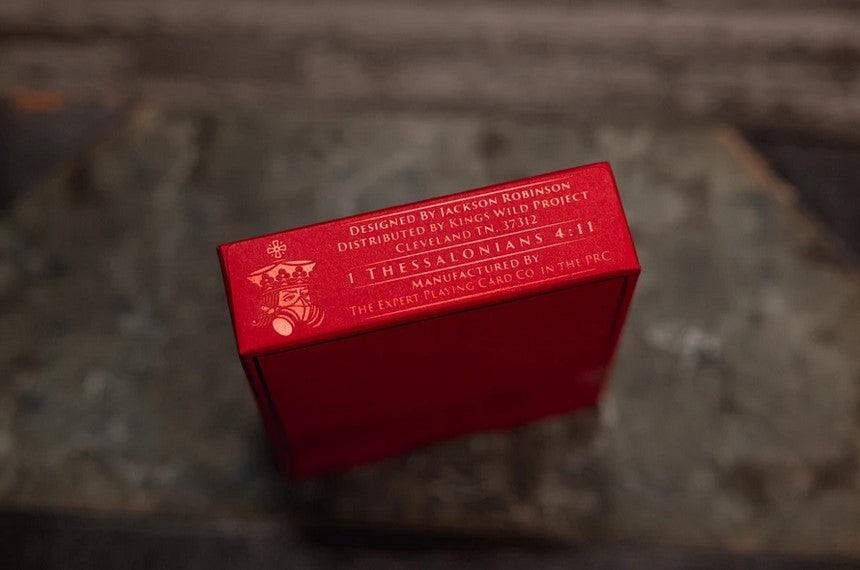 Designed By Jackson Robinson
Distributed by Kings Wild Project
Cleveland TN. 37312
1 Thessalonians 4:11
Manufactured By
The Expert Playing Card Co. in the PRC